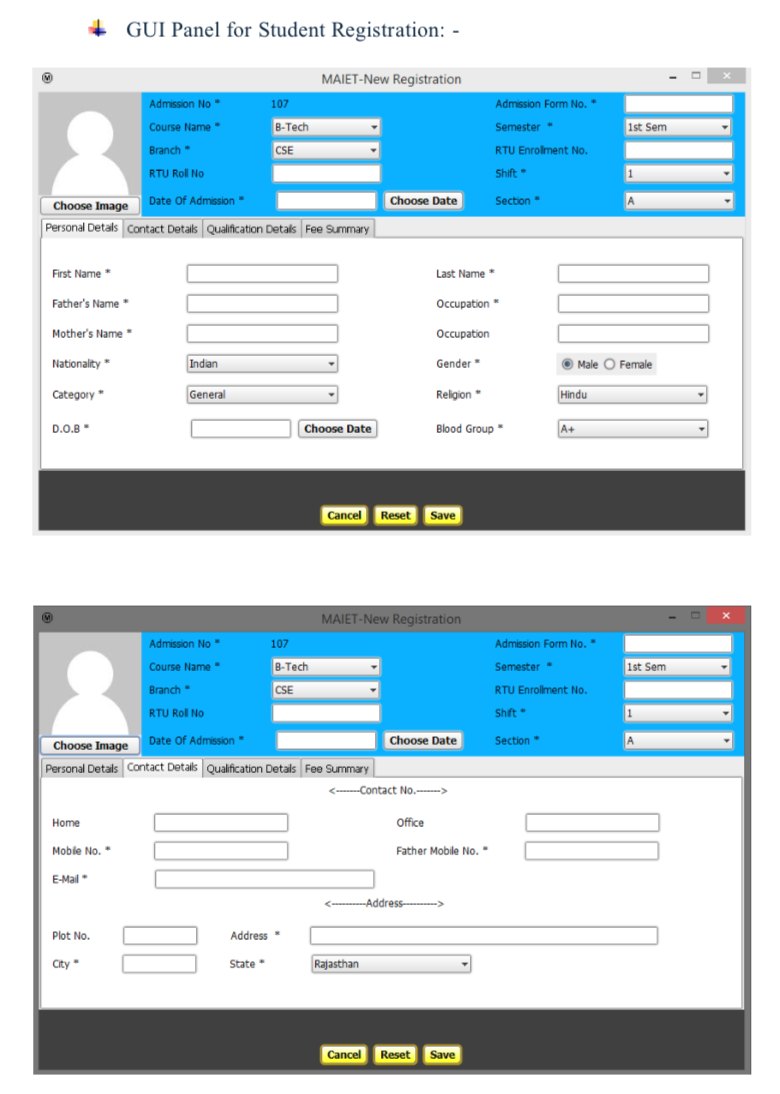 GUI Panel for Student Registration: -
MAIET-New Registration
Admission No * 107 Admission Form No. *
Course Name * B-Tech Semester * 1st Sem
Branch * CSE RTU Enrollment No.
RTU Roll No Shift * 1
Choose Image Date Of Admission * Choose Date Section * A
Personal Details Contact Details Qualification Details Fee Summary
First Name * Last Name *
Father's Name * Occupation *
Mother's Name * Occupation
Nationality * Indian Gender * Male Female
Category * General Religion * Hindu
D.O.B * Choose Date Blood Group * A+
Cancel Reset Save
MAIET-New Registration
Admission No * 107 Admission Form No. *
Course Name * B-Tech Semester * 1st Sem
Branch * CSE RTU Enrollment No.
RTU Roll No Shift * 1
Choose Image Date Of Admission * Choose Date Section * A
Personal Details Contact Details Qualification Details Fee Summary
<-------Contact No.------->
Home Office
Mobile No. * Father Mobile No. *
E-Mail *
<----------Address---------->
Plot No. Address *
City * State * Rajasthan
Cancel Reset Save